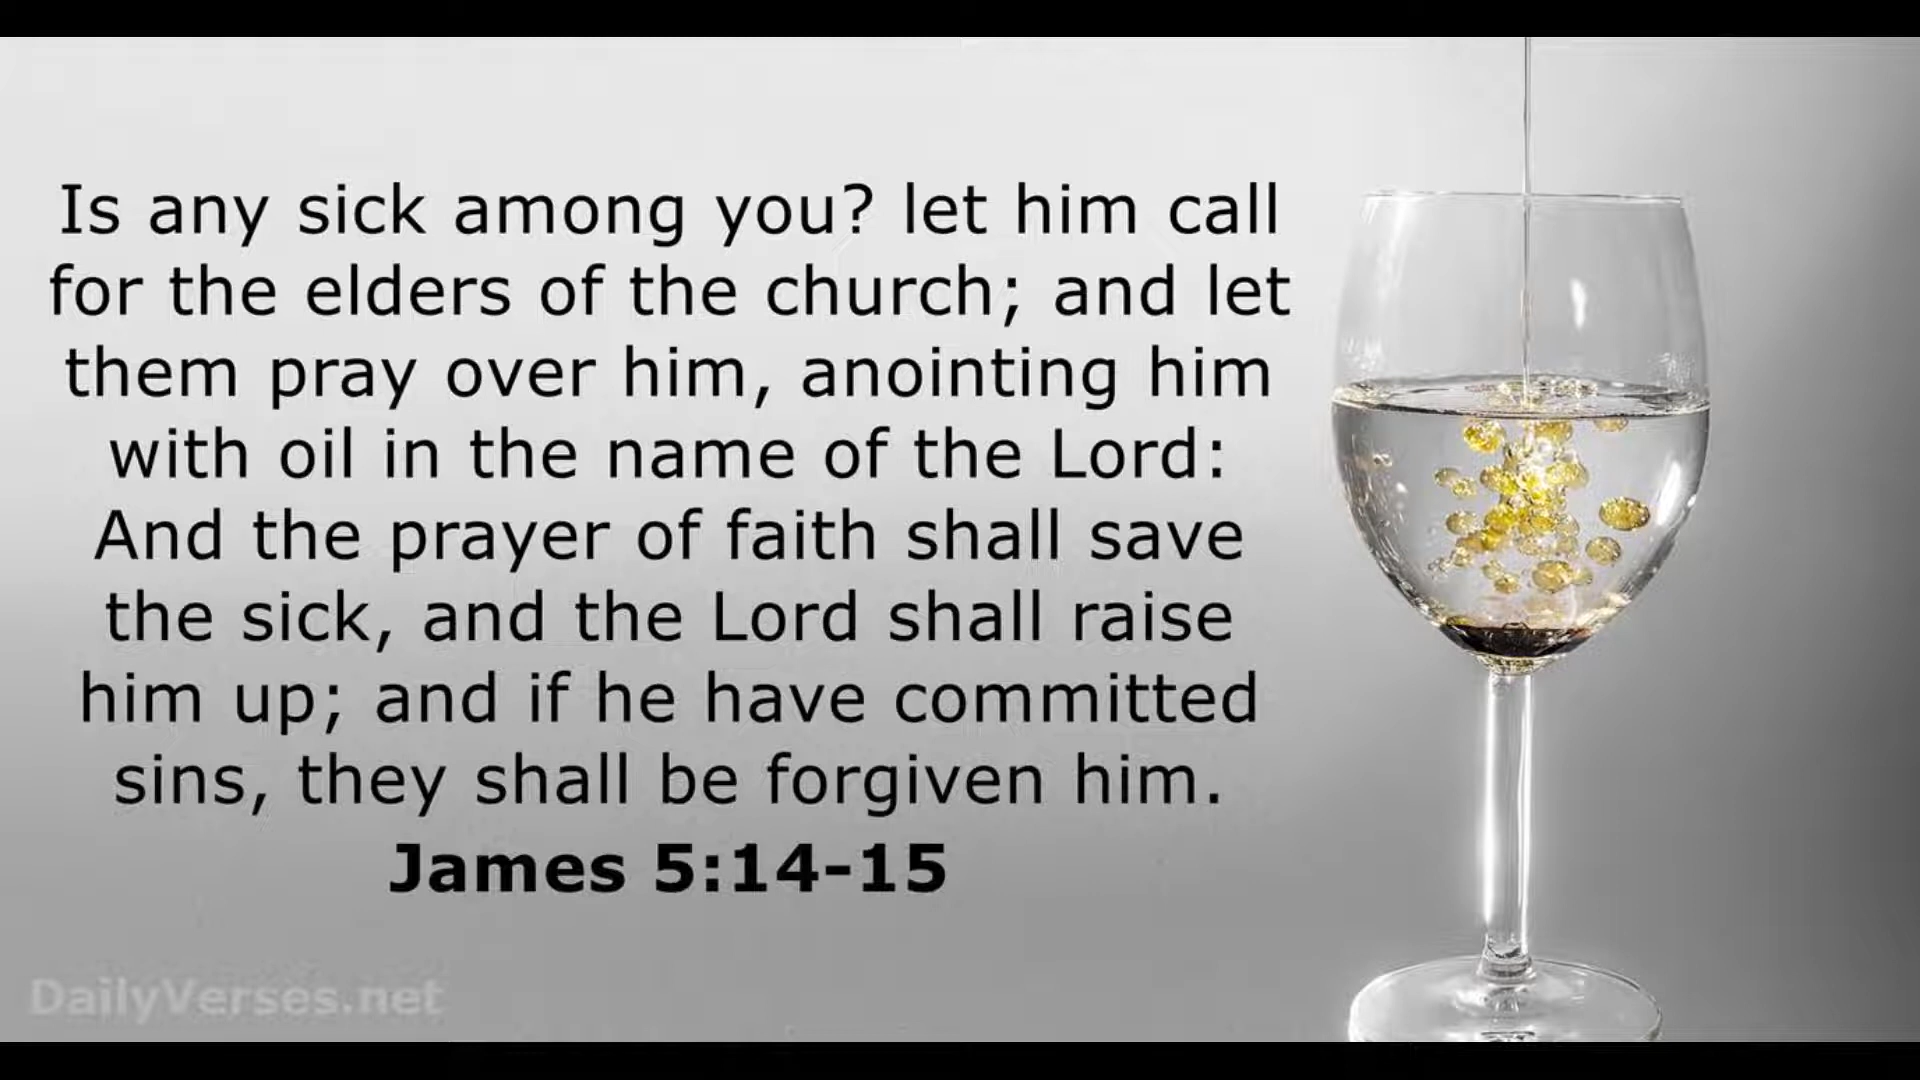 Is any sick among you? let him call
for the elders of the church; and let
them pray over him, anointing him
with oil in the name of the Lord:
And the prayer of faith shall save
the sick, and the Lord shall raise
him up; and if he have committed
sins, they shall be forgiven him.
James 5:14-15
DailyVerses.net